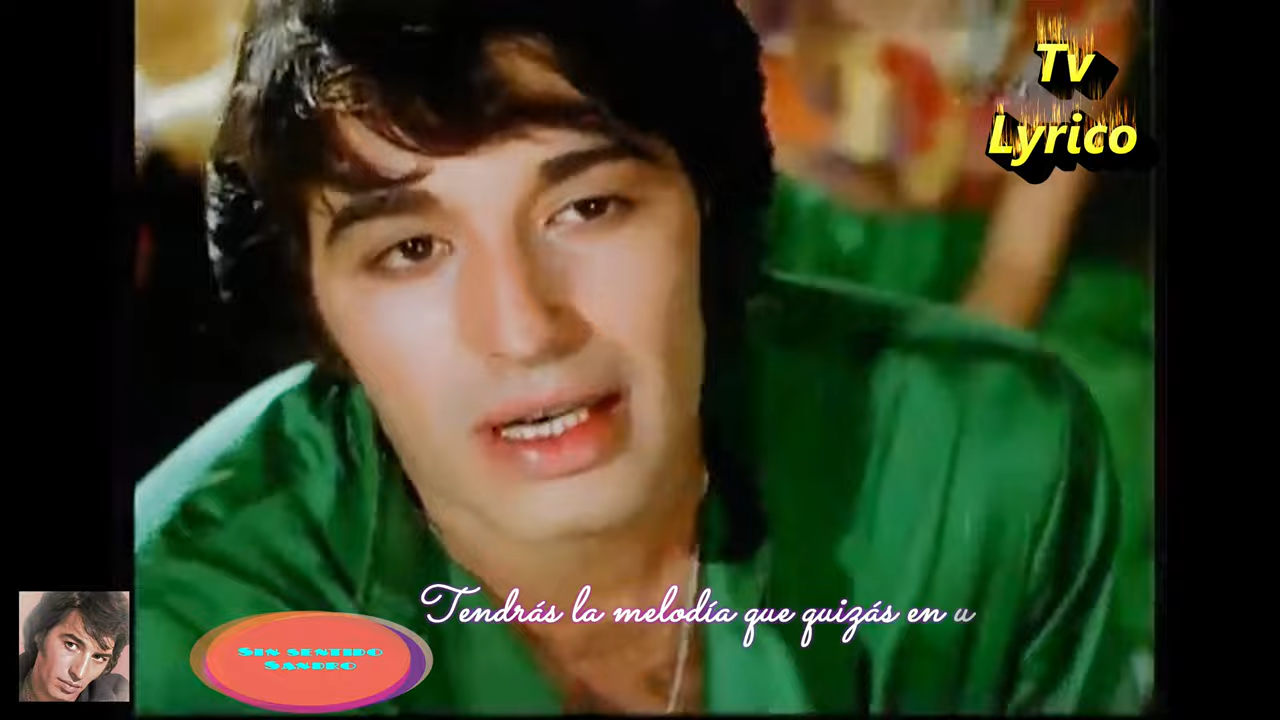 Tv
Lyrico
Tendrás la melodía que quizás en u
SIN SENTIDO
SANDRO